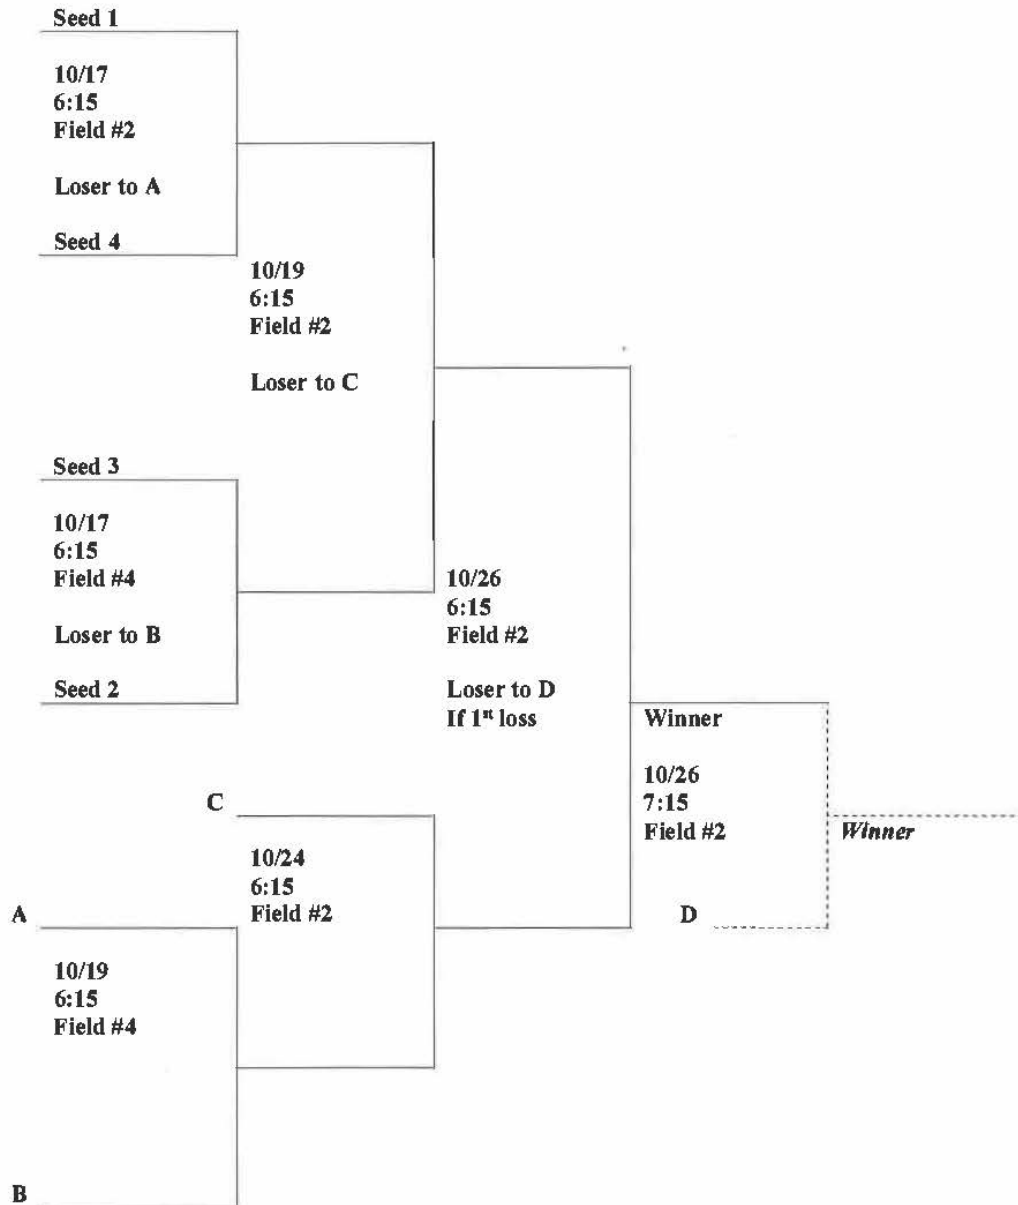 Seed 1
10/17
6:15
Field #2
Loser to A
Seed 4
10/19
6:15
Field #2
Loser to C
Seed 3
10/17
6:15
Field #4
Loser to B
Seed 2
10/26
6:15
Field #2
Loser to D
If 1st loss
Winner
10/26
7:15
Field #2
Winner
C
10/24
6:15
Field #2
D
A
10/19
6:15
Field #4
B